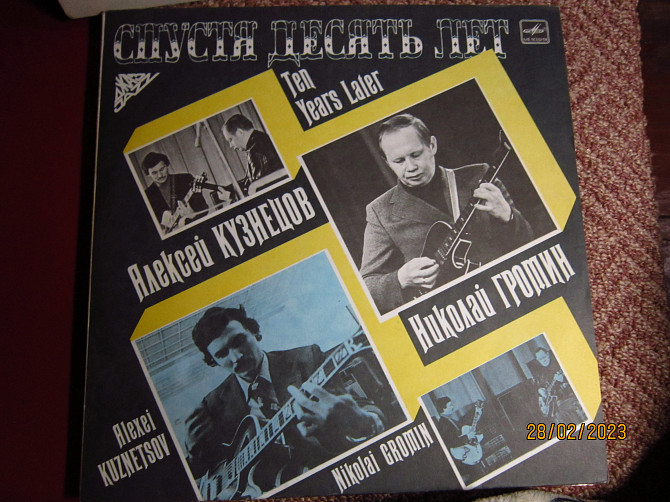 СПУСТЯ ДЕСЯТЬ ЛЕТ
Ten
Years Later
Алексей КУЗНЕЦОВ
Николай ГРОМИН
Alexei
KUZNETSOV
Nikolai GROMIN
28/02/2023